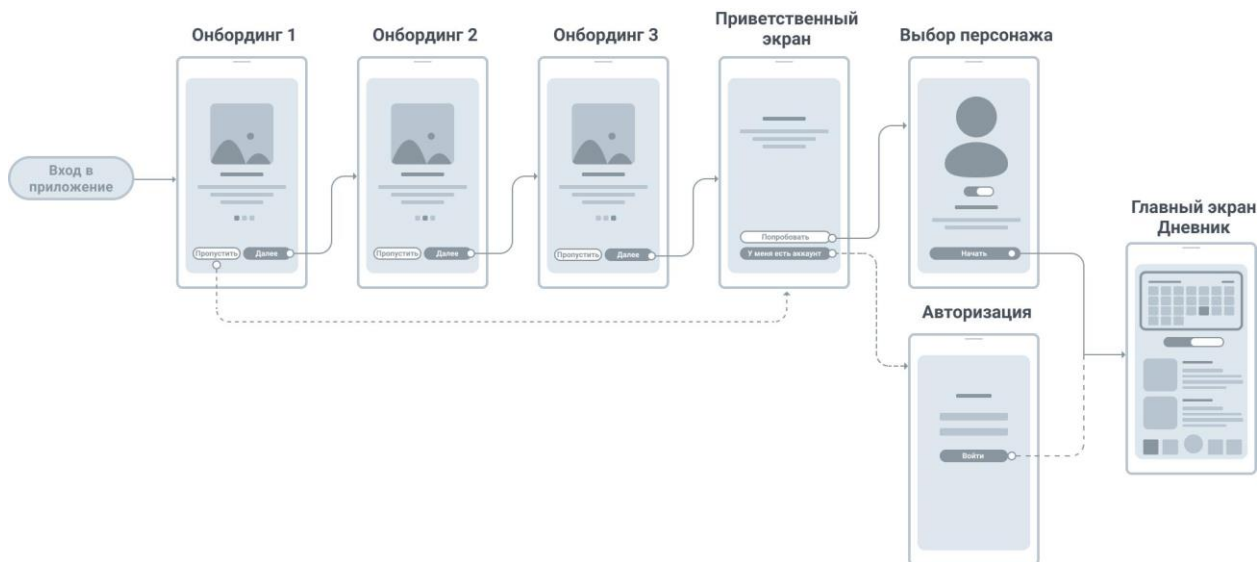 Вход в
приложение
Онбординг 1
Пропустить
Далее
Онбординг 2
Пропустить
Далее
Онбординг 3
Пропустить
Далее
Приветственный
экран
Попробовать
У меня есть аккаунт
Выбор персонажа
Начать
Авторизация
Войти
Главный экран
Дневник